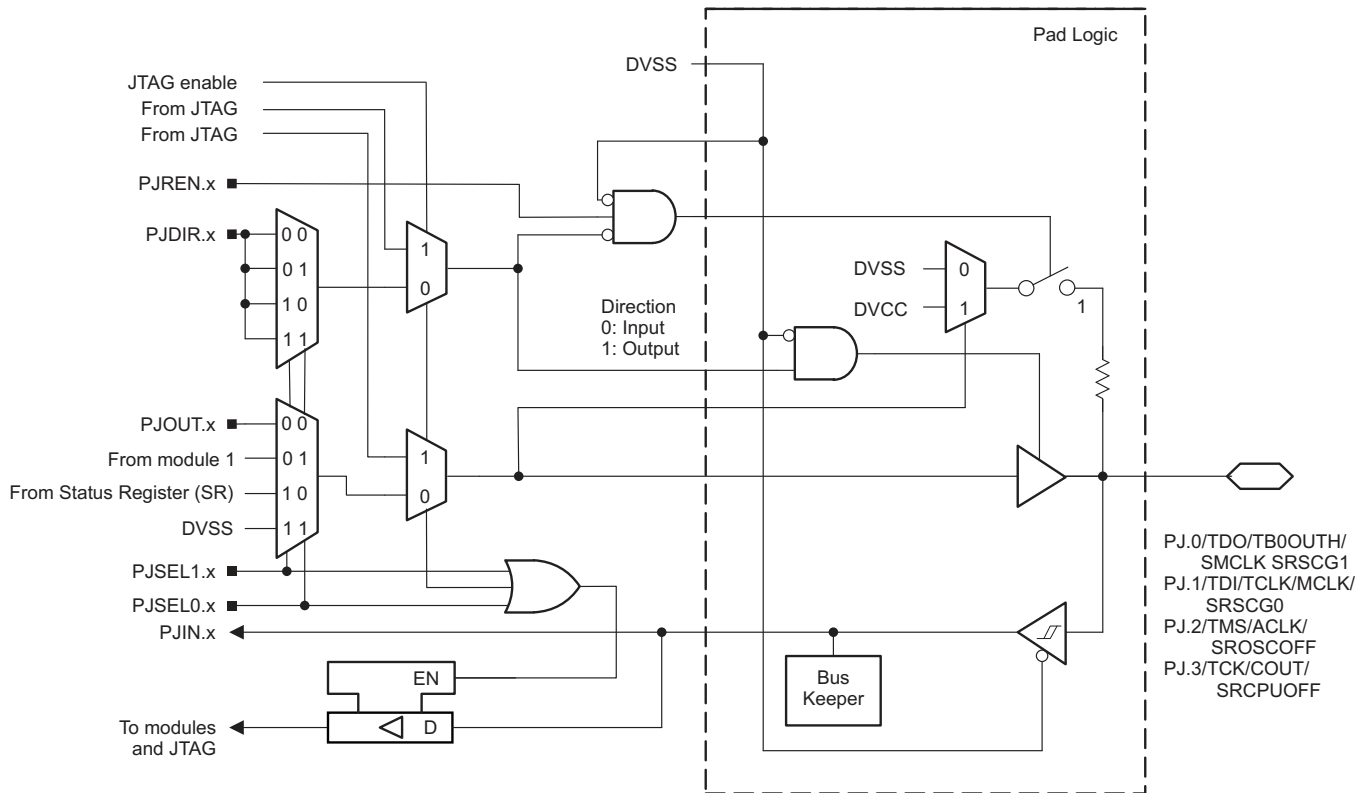 Pad Logic
DVSS
JTAG enable
From JTAG
From JTAG
PJREN.x
PJDIR.x
0 0
0 1
1 0
1 1
1
0
DVSS
DVCC
0
1
1
Direction
0: Input
1: Output
PJOUT.x
From module 1
From Status Register (SR)
DVSS
0 0
0 1
1 0
1 1
1
0
PJSEL1.x
PJSEL0.x
PJIN.x
EN
D
To modules
and JTAG
Bus
Keeper
PJ.0/TDO/TB0OUTH/
SMCLK SRSCG1
PJ.1/TDI/TCLK/MCLK/
SRSCG0
PJ.2/TMS/ACLK/
SROSCOFF
PJ.3/TCK/COUT/
SRCPUOFF